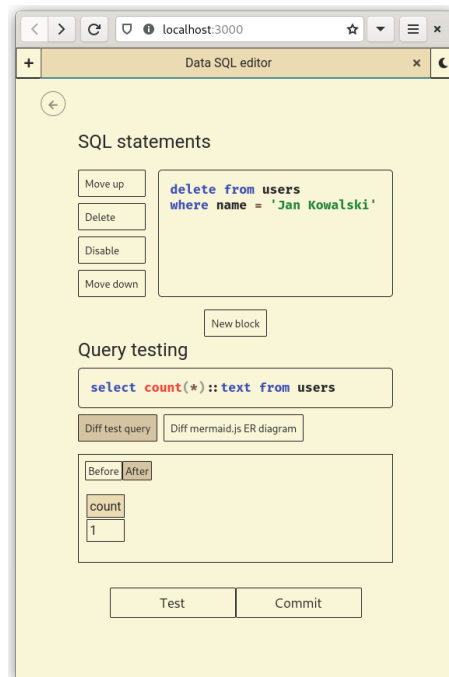 localhost:3000
+ Data SQL editor ×
SQL statements
Move up
Delete
Disable
Move down
delete from users
where name = 'Jan Kowalski'
New block
Query testing
select count(*)::text from users
Diff test query
Diff mermaid.js ER diagram
Before After
count
1
Test
Commit